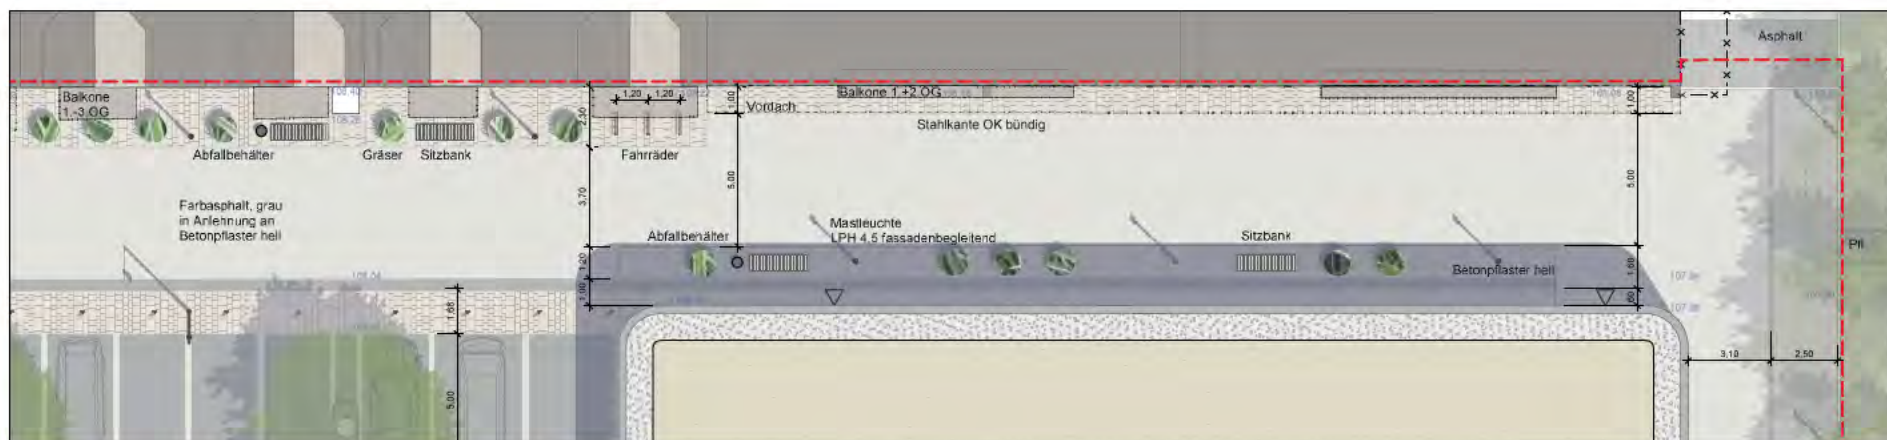 Asphalt
Balkone
1.-3.OG
1,20
1,20
1,00
Vordach
Balkone 1.+2.OG
1,00
2,30
Stahlkante OK bündig
Abfallbehälter
Gräser
Sitzbank
Fahrräder
3,70
5,00
5,00
Farbasphalt, grau
in Anlehnung an
Betonpflaster hell
Abfallbehälter
Mastleuchte
LPH 4.5 fassadenbegleitend
Sitzbank
Pfl
1,20
Betonpflaster hell
1,00
,60
1,68
3,10
2,50
5,00